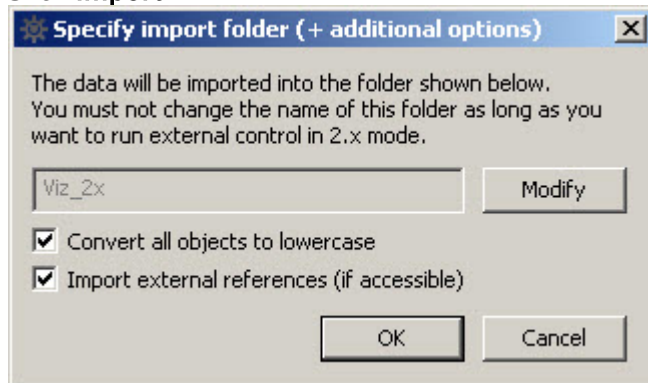 Specify import folder (+ additional options)
The data will be imported into the folder shown below.
You must not change the name of this folder as long as you
want to run external control in 2.x mode.
Viz_2x
Modify
Convert all objects to lowercase
Import external references (if accessible)
OK
Cancel